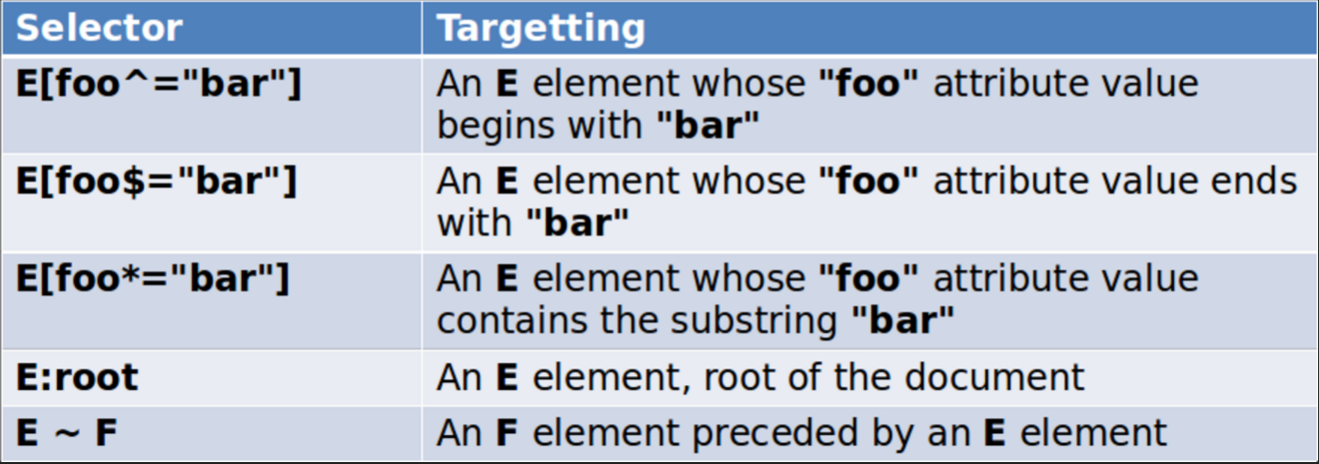 Selector Targetting
E[foo^="bar"] An E element whose "foo" attribute value
begins with "bar"
E[foo$="bar"] An E element whose "foo" attribute value ends
with "bar"
E[foo*="bar"] An E element whose "foo" attribute value
contains the substring "bar"
E:root An E element, root of the document
E ~ F An F element preceded by an E element